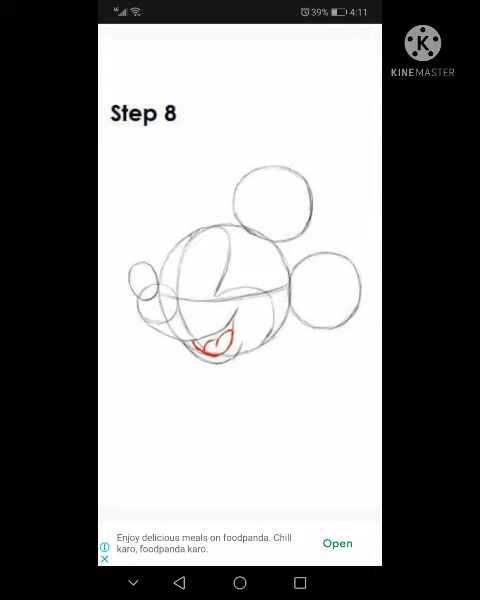 39% 4:11
K
KINEMASTER
Step 8
Enjoy delicious meals on foodpanda. Chill
karo, foodpanda karo.
Open